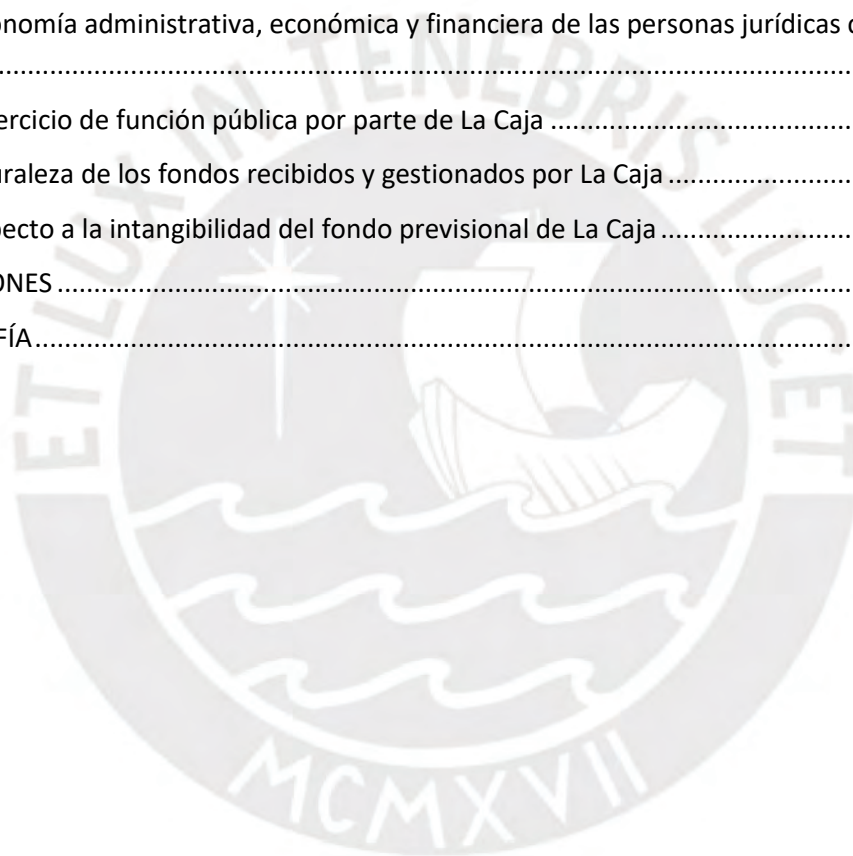 onomía administrativa, económica y financiera de las personas jurídicas
....................................................................................................
ercicio de función pública por parte de La Caja ........................................
uraleza de los fondos recibidos y gestionados por La Caja ........................
pecto a la intangibilidad del fondo previsional de La Caja .........................
ONES ....................................................................................................
FÍA ....................................................................................................
ET LUX IN TENEBRIS LUCET
MCMXVII